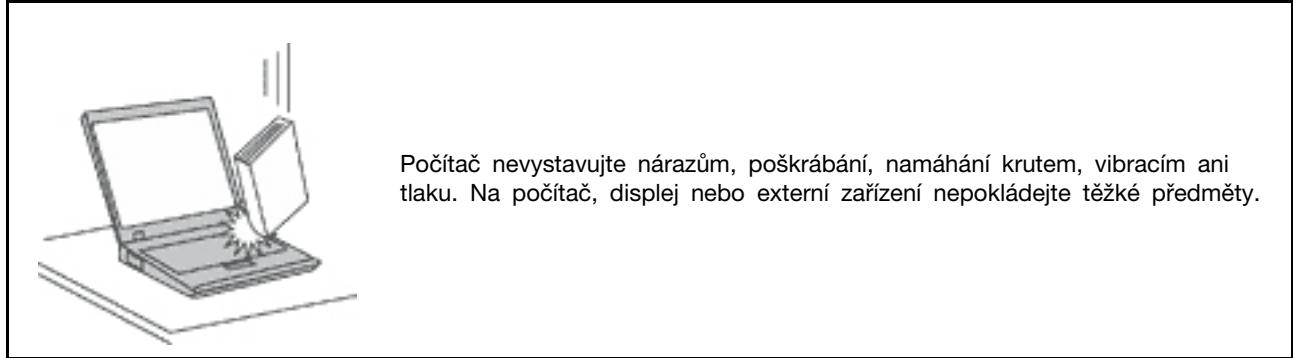 Počítač nevystavujte nárazům, poškrábání, namáhání krutem, vibracím ani
tlaku. Na počítač, displej nebo externí zařízení nepokládejte těžké předměty.